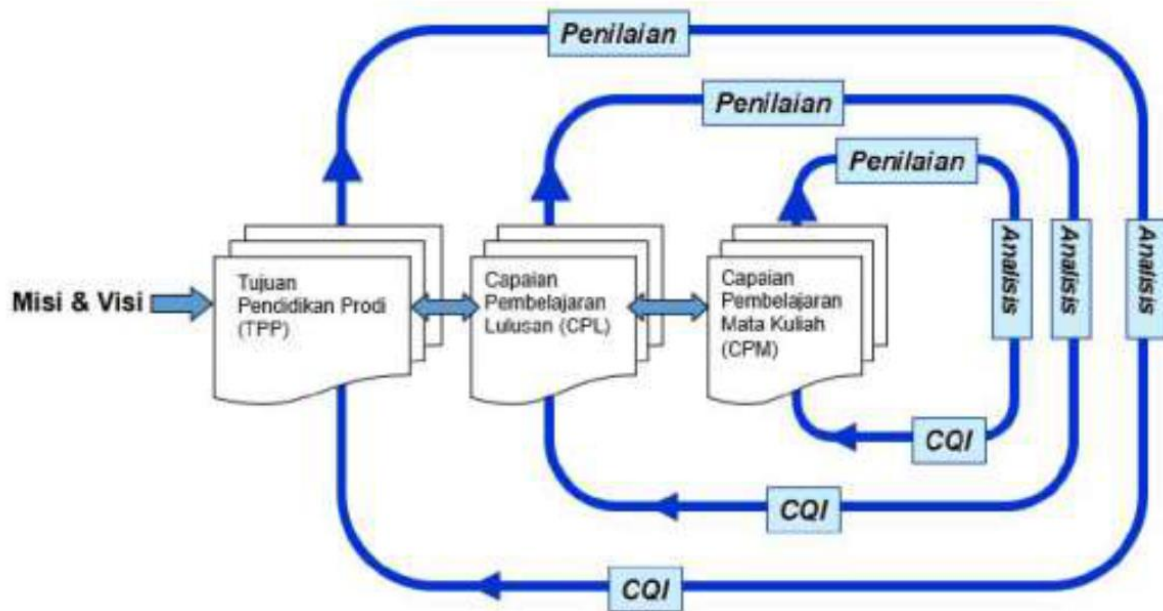 Penilaian
Penilaian
Penilaian
Misi & Visi
Tujuan
Pendidikan Prodi
(TPP)
Capaian
Pembelajaran
Lulusan (CPL)
Capaian
Pembelajaran
Mata Kuliah
(CPM)
Analisis
Analisis
Analisis
CQI
CQI
CQI